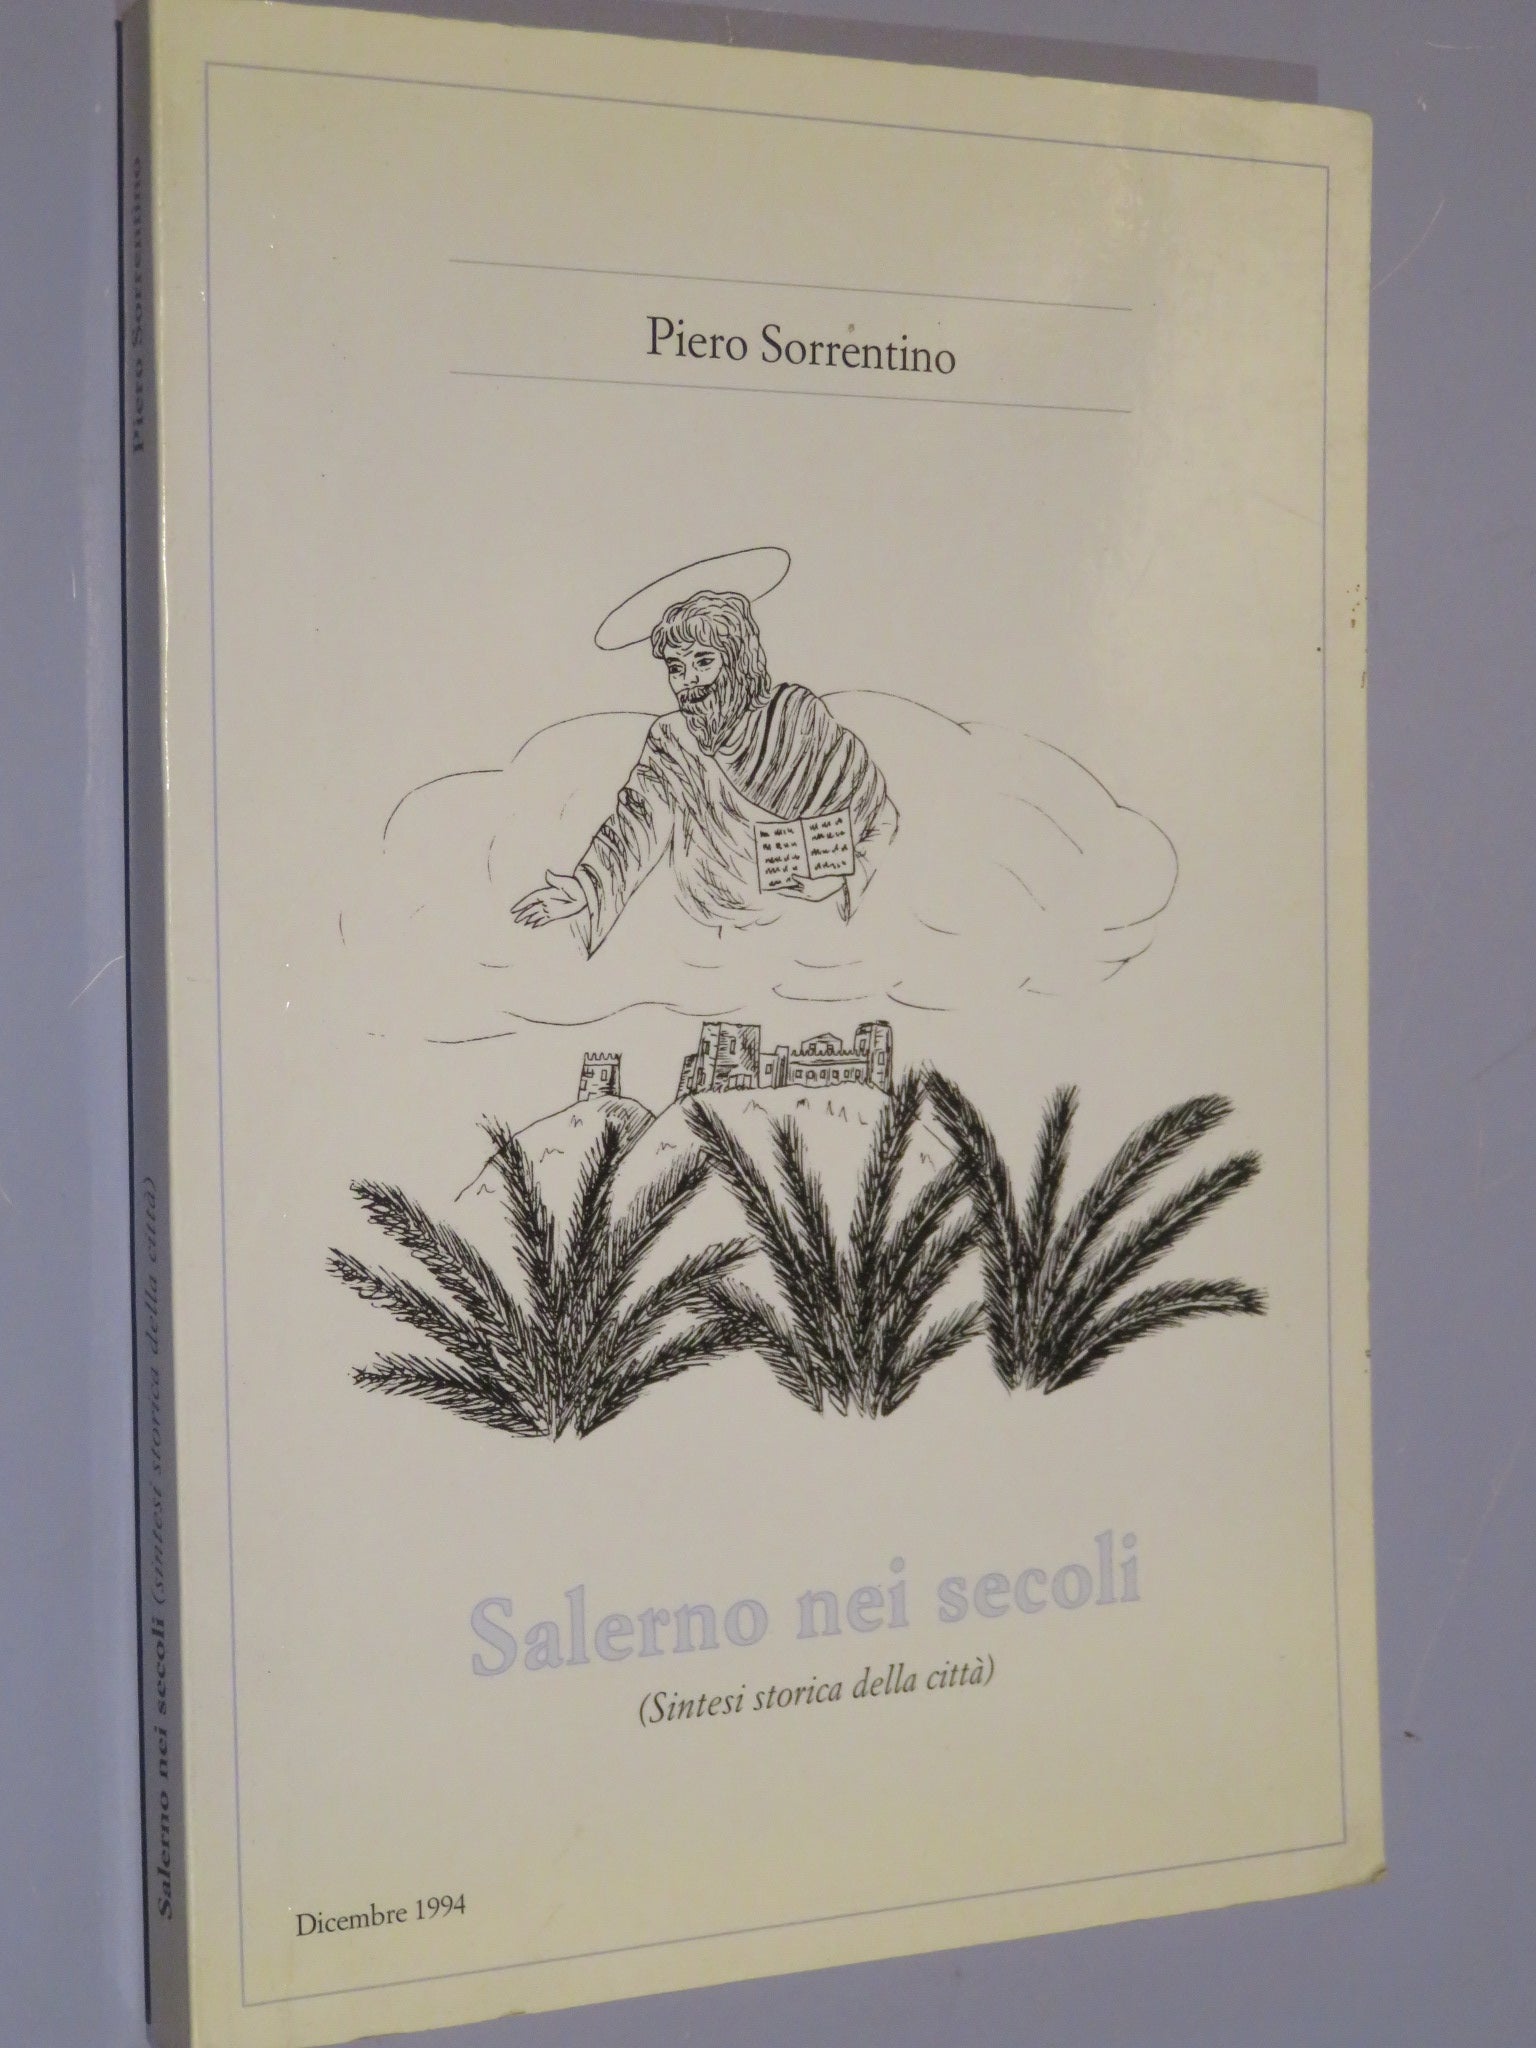 Piero Sorrentino
Salerno nei secoli
(Sintesi storica della città)
Dicembre 1994
Salerno nei secoli (sintesi storica della città) Piero Sorrentino